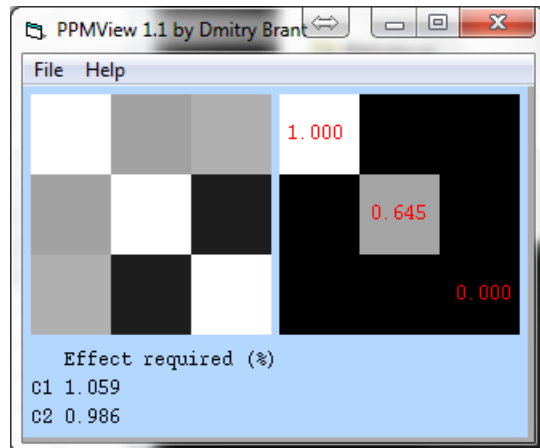 PPMView 1.1 by Dmitry Brant
File Help
1.000
0.645
0.000
Effect required (%)
c1 1.059
c2 0.986